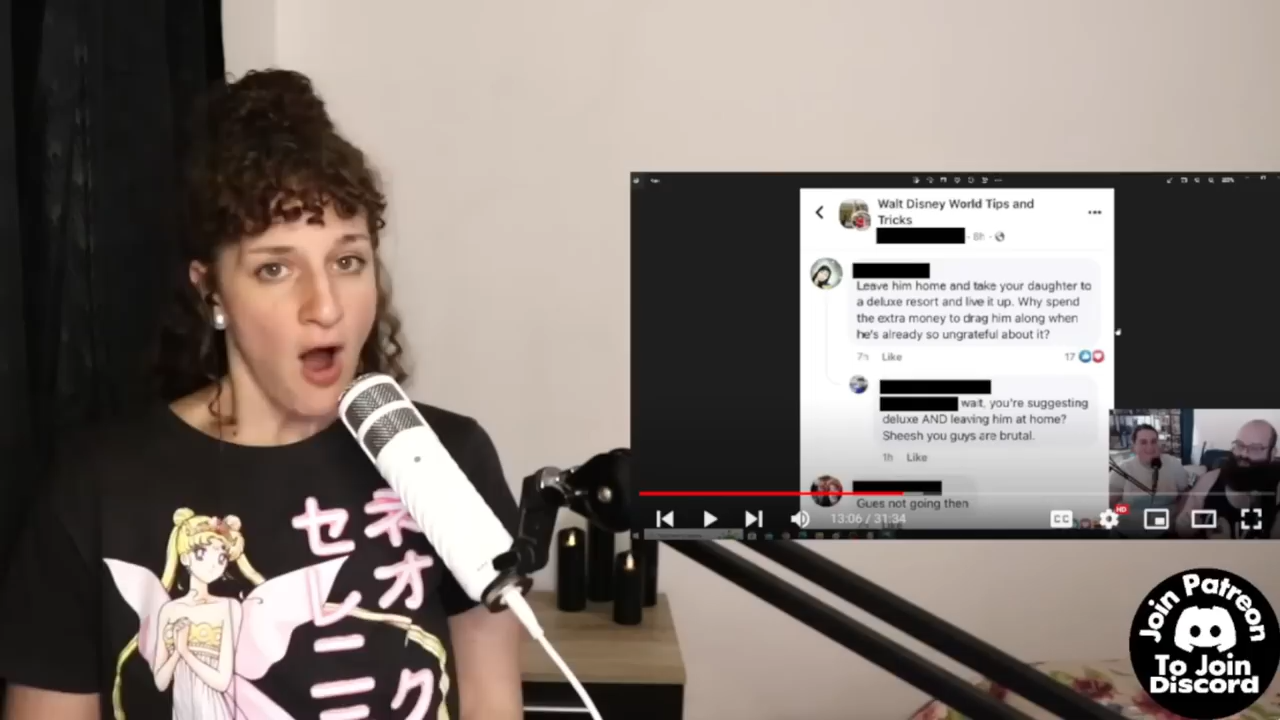 Walt Disney World Tips and
Tricks
8h
Leave him home and take your daughter to
a deluxe resort and live it up. Why spend
the extra money to drag him along when
he's already so ungrateful about it?
7h Like 17
wait, you're suggesting
deluxe AND leaving him at home?
Sheesh you guys are brutal.
1h Like
Gues not going then
13:06 / 31:34
CC
HD
ネオ
セレニ
ク
Join Patreon
To Join
Discord